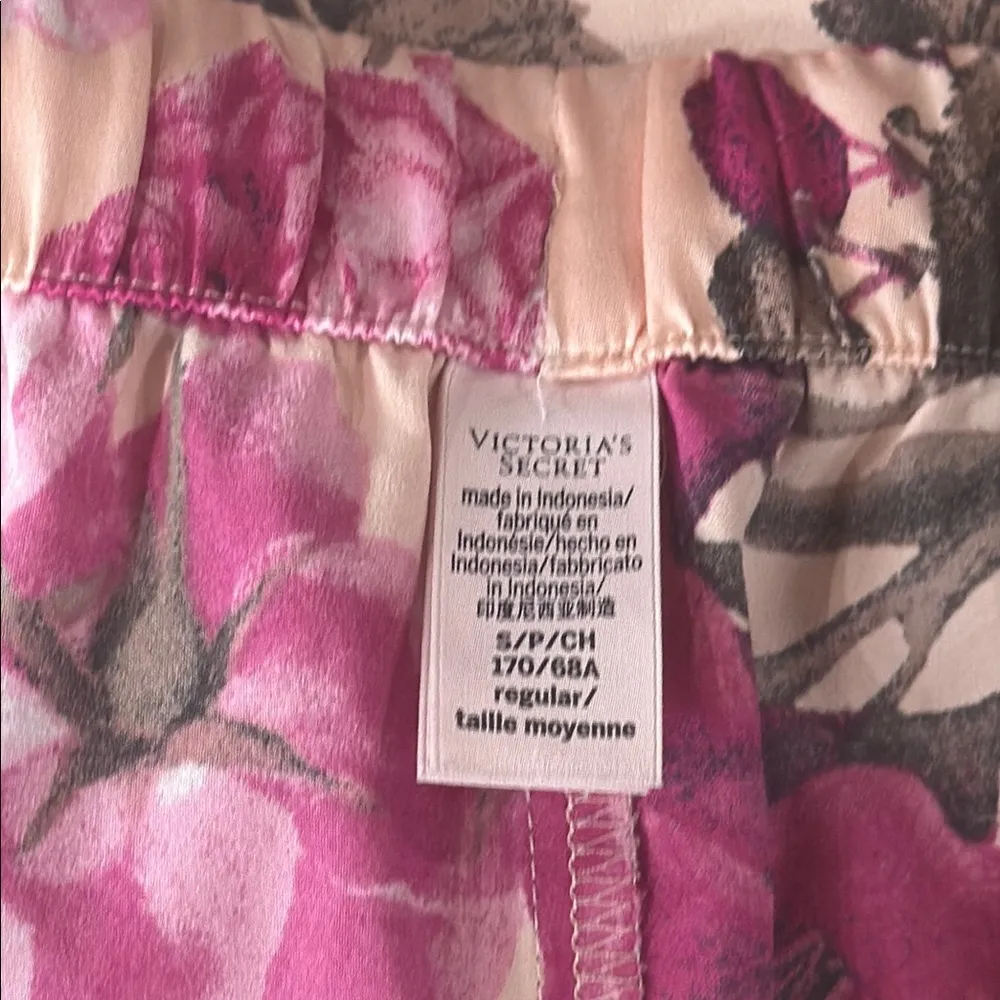 VICTORIA'S
SECRET
made in Indonesia/
fabriqué en
Indonésie/hecho en
Indonesia/fabbricato
in Indonesia/
印度尼西亚制造
S/P/CH
170/68A
regular/
taille moyenne